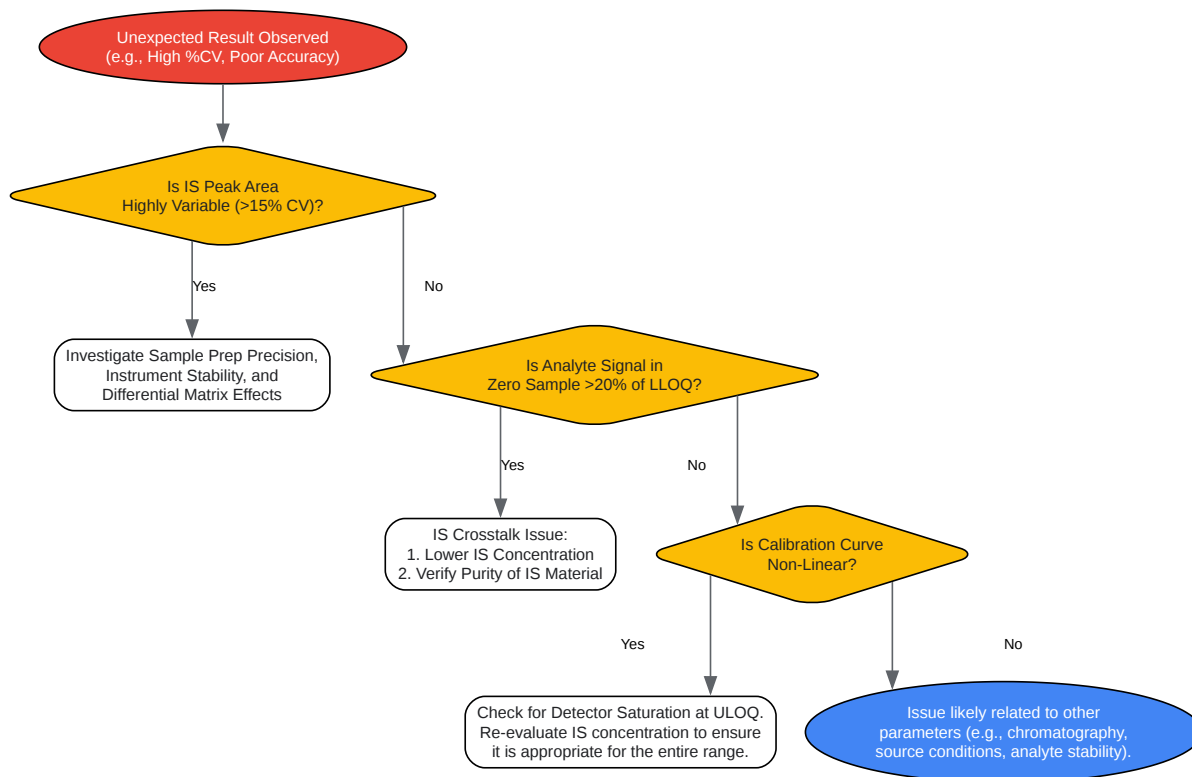 Unexpected Result Observed
(e.g., High %CV, Poor Accuracy)
Is IS Peak Area
Highly Variable (>15% CV)?
Yes
No
Investigate Sample Prep Precision,
Instrument Stability, and
Differential Matrix Effects
Is Analyte Signal in
Zero Sample >20% of LLOQ?
Yes
No
IS Crosstalk Issue:
1. Lower IS Concentration
2. Verify Purity of IS Material
Is Calibration Curve
Non-Linear?
Yes
No
Check for Detector Saturation at ULOQ.
Re-evaluate IS concentration to ensure
it is appropriate for the entire range.
Issue likely related to other
parameters (e.g., chromatography,
source conditions, analyte stability).